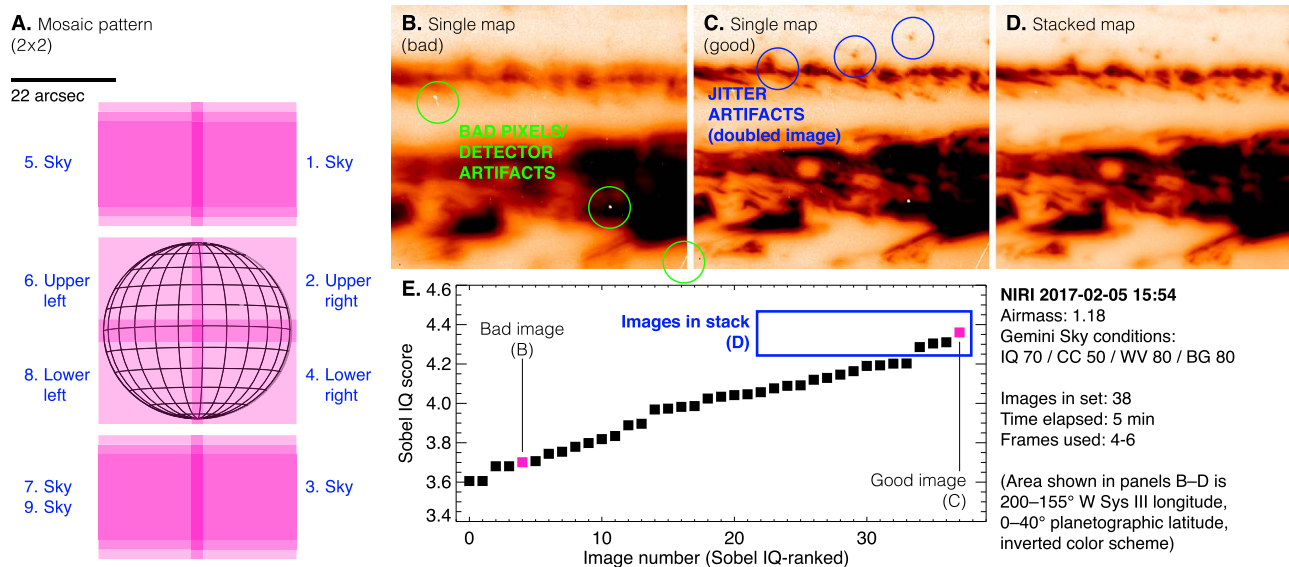 A. Mosaic pattern
(2x2)
22 arcsec
5. Sky
1. Sky
6. Upper
left
2. Upper
right
8. Lower
left
4. Lower
right
7. Sky
9. Sky
3. Sky
B. Single map
(bad)
BAD PIXELS/
DETECTOR
ARTIFACTS
C. Single map
(good)
JITTER
ARTIFACTS
(doubled image)
D. Stacked map
E.
Sobel IQ score
4.6
4.4
4.2
4.0
3.8
3.6
3.4
0
10
20
30
Image number (Sobel IQ-ranked)
Bad image
(B)
Images in stack
(D)
Good image
(C)
NIRI 2017-02-05 15:54
Airmass: 1.18
Gemini Sky conditions:
IQ 70 / CC 50 / WV 80 / BG 80
Images in set: 38
Time elapsed: 5 min
Frames used: 4-6
(Area shown in panels B–D is
200–155° W Sys III longitude,
0–40° planetographic latitude,
inverted color scheme)